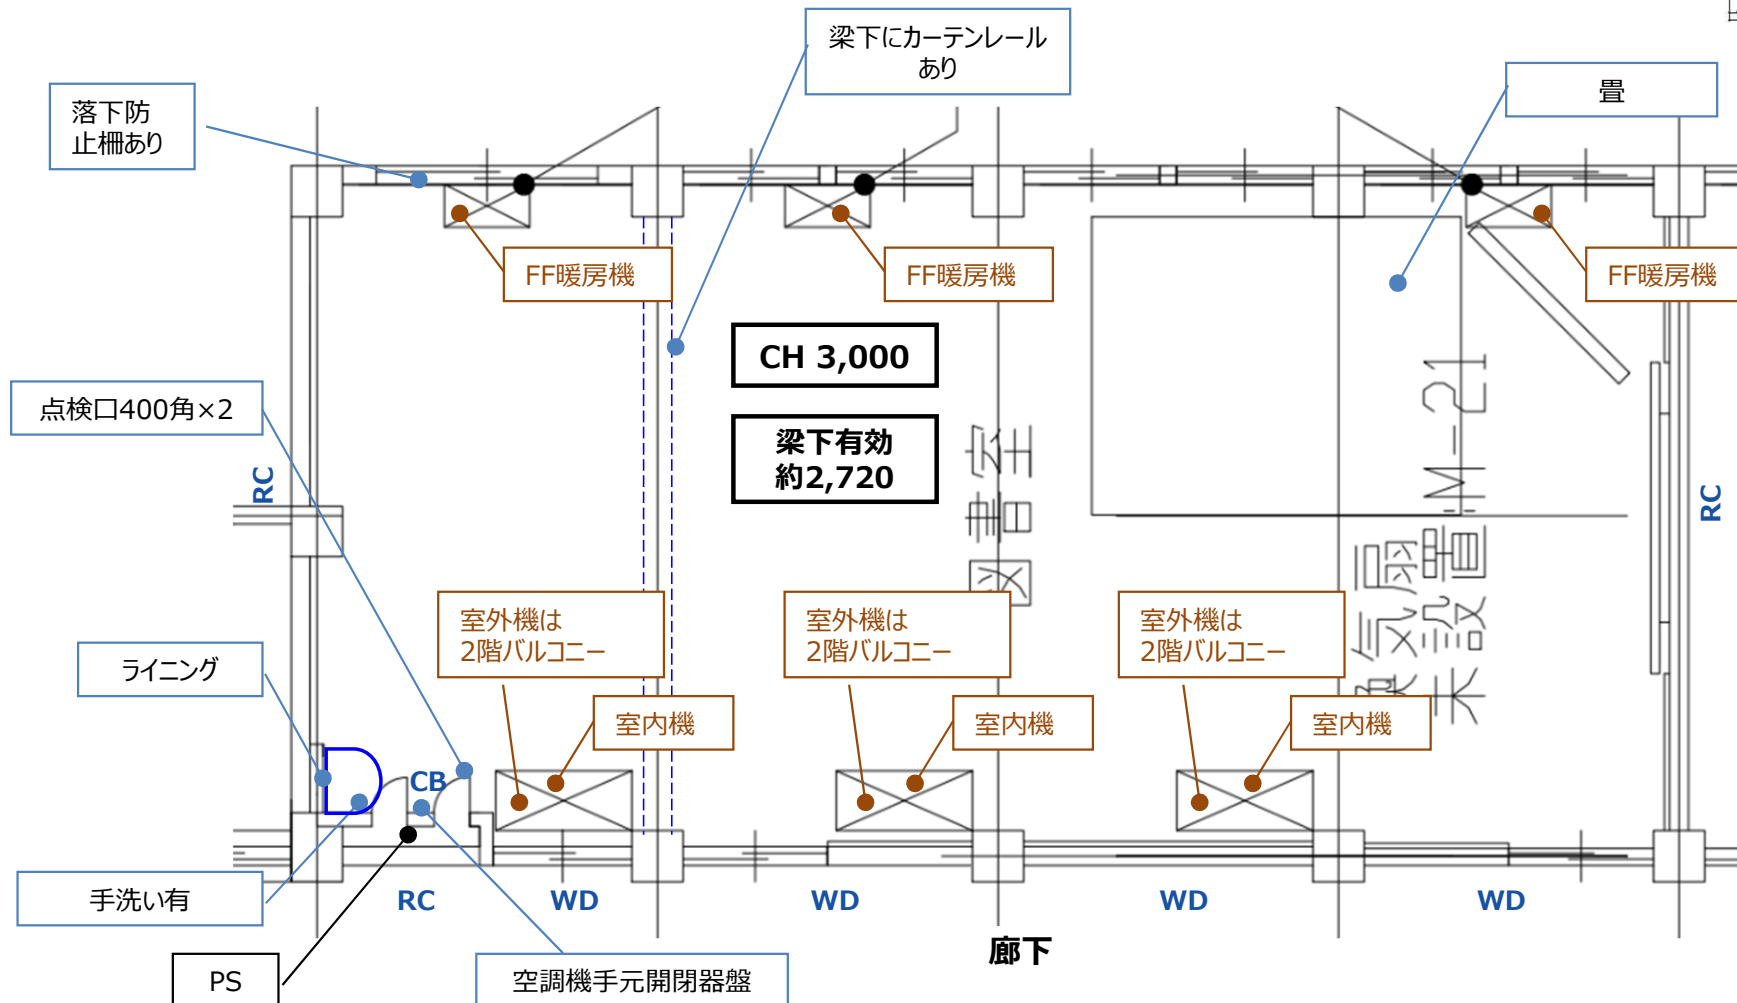 梁下にカーテンレール
あり
畳
落下防
止柵あり
FF暖房機
FF暖房機
FF暖房機
CH 3,000
点検口400角×2
梁下有効
約2,720
RC
図書室
M-21
RC
室外機は
2階バルコニー
室外機は
2階バルコニー
室外機は
2階バルコニー
ライニング
室内機
室内機
室内機
CB
手洗い有
RC
WD
WD
WD
WD
廊下
PS
空調機手元開閉器盤